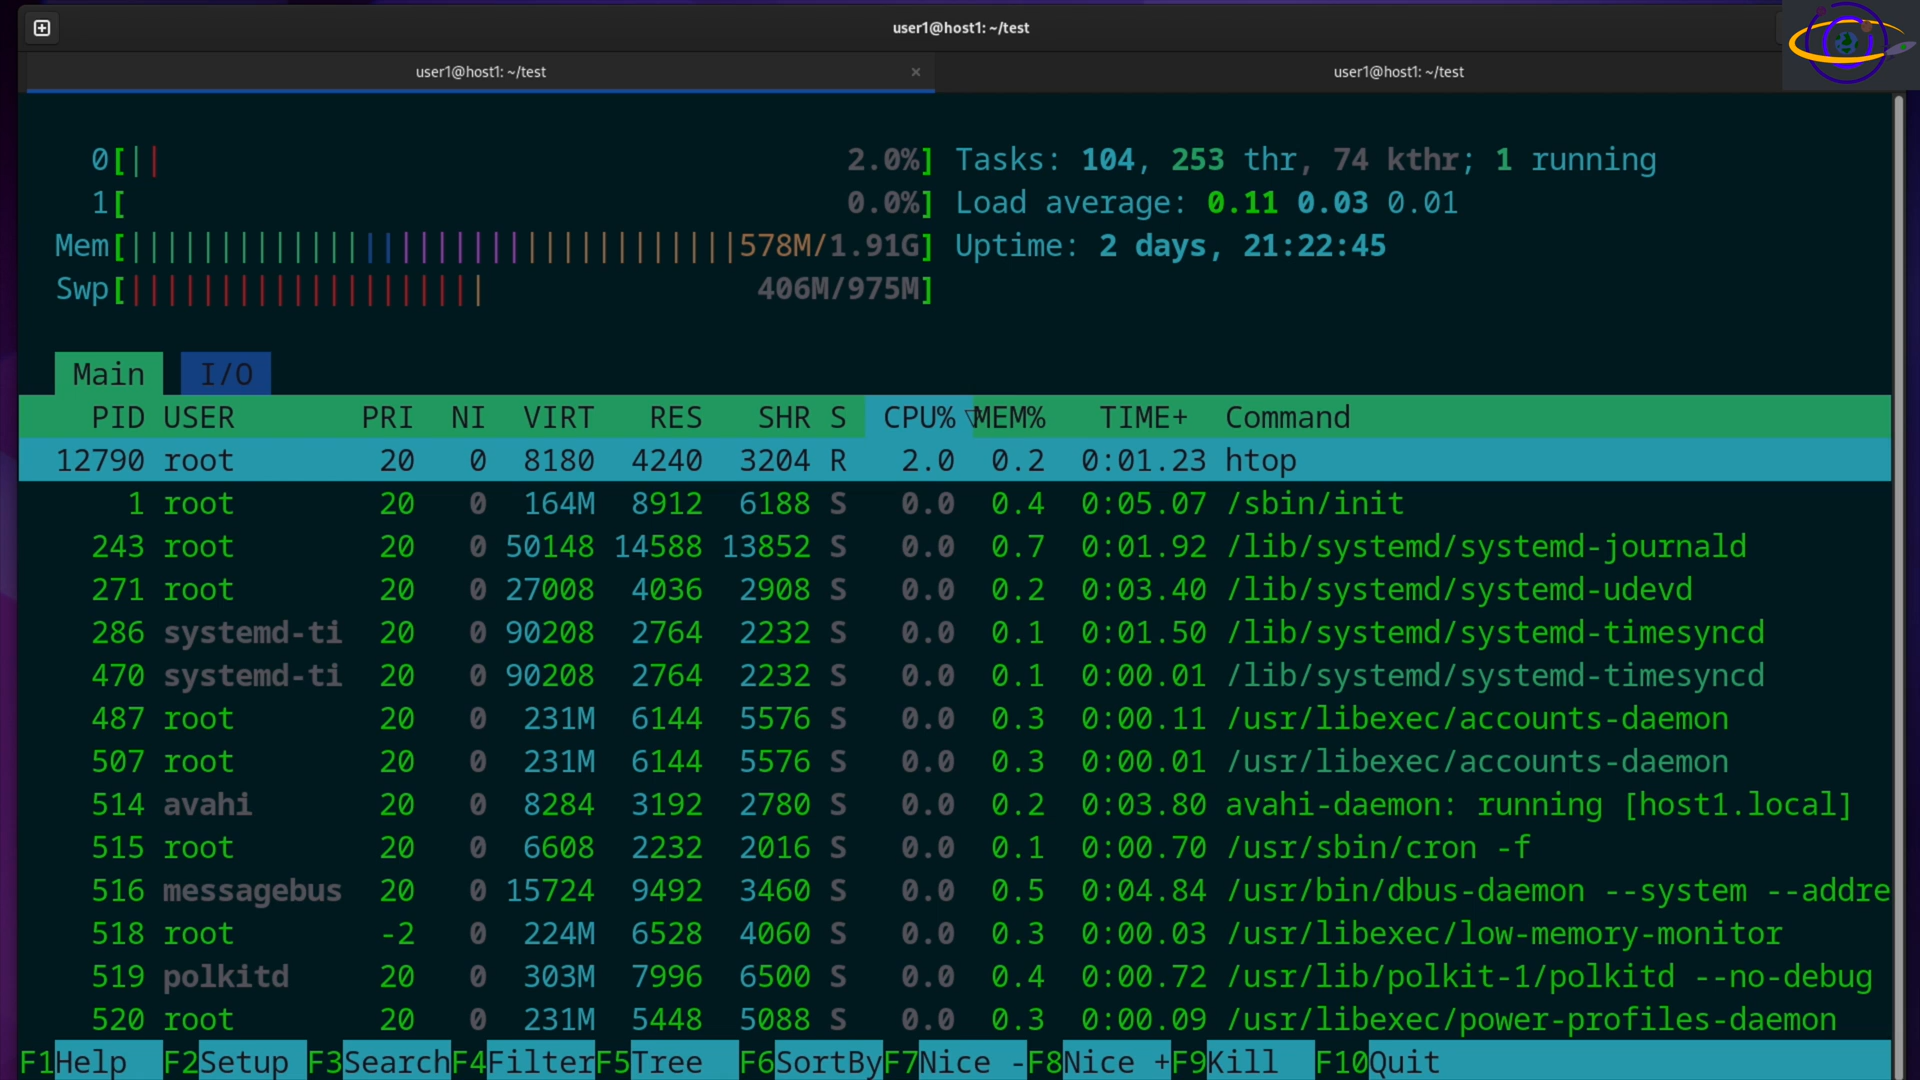 user1@host1: ~/test
user1@host1: ~/test × user1@host1: ~/test
0[|| 2.0%] Tasks: 104, 253 thr, 74 kthr; 1 running
1[ 0.0%] Load average: 0.11 0.03 0.01
Mem[||||||||||||||||||||||||||||||||||578M/1.91G] Uptime: 2 days, 21:22:45
Swp[|||||||||||||||||||| 406M/975M]
Main I/O
PID USER PRI NI VIRT RES SHR S CPU%▽MEM% TIME+ Command
12790 root 20 0 8180 4240 3204 R 2.0 0.2 0:01.23 htop
1 root 20 0 164M 8912 6188 S 0.0 0.4 0:05.07 /sbin/init
243 root 20 0 50148 14588 13852 S 0.0 0.7 0:01.92 /lib/systemd/systemd-journald
271 root 20 0 27008 4036 2908 S 0.0 0.2 0:03.40 /lib/systemd/systemd-udevd
286 systemd-ti 20 0 90208 2764 2232 S 0.0 0.1 0:01.50 /lib/systemd/systemd-timesyncd
470 systemd-ti 20 0 90208 2764 2232 S 0.0 0.1 0:00.01 /lib/systemd/systemd-timesyncd
487 root 20 0 231M 6144 5576 S 0.0 0.3 0:00.11 /usr/libexec/accounts-daemon
507 root 20 0 231M 6144 5576 S 0.0 0.3 0:00.01 /usr/libexec/accounts-daemon
514 avahi 20 0 8284 3192 2780 S 0.0 0.2 0:03.80 avahi-daemon: running [host1.local]
515 root 20 0 6608 2232 2016 S 0.0 0.1 0:00.70 /usr/sbin/cron -f
516 messagebus 20 0 15724 9492 3460 S 0.0 0.5 0:04.84 /usr/bin/dbus-daemon --system --addre
518 root -2 0 224M 6528 4060 S 0.0 0.3 0:00.03 /usr/libexec/low-memory-monitor
519 polkitd 20 0 303M 7996 6500 S 0.0 0.4 0:00.72 /usr/lib/polkit-1/polkitd --no-debug
520 root 20 0 231M 5448 5088 S 0.0 0.3 0:00.09 /usr/libexec/power-profiles-daemon
F1Help F2Setup F3SearchF4FilterF5Tree F6SortByF7Nice -F8Nice +F9Kill F10Quit